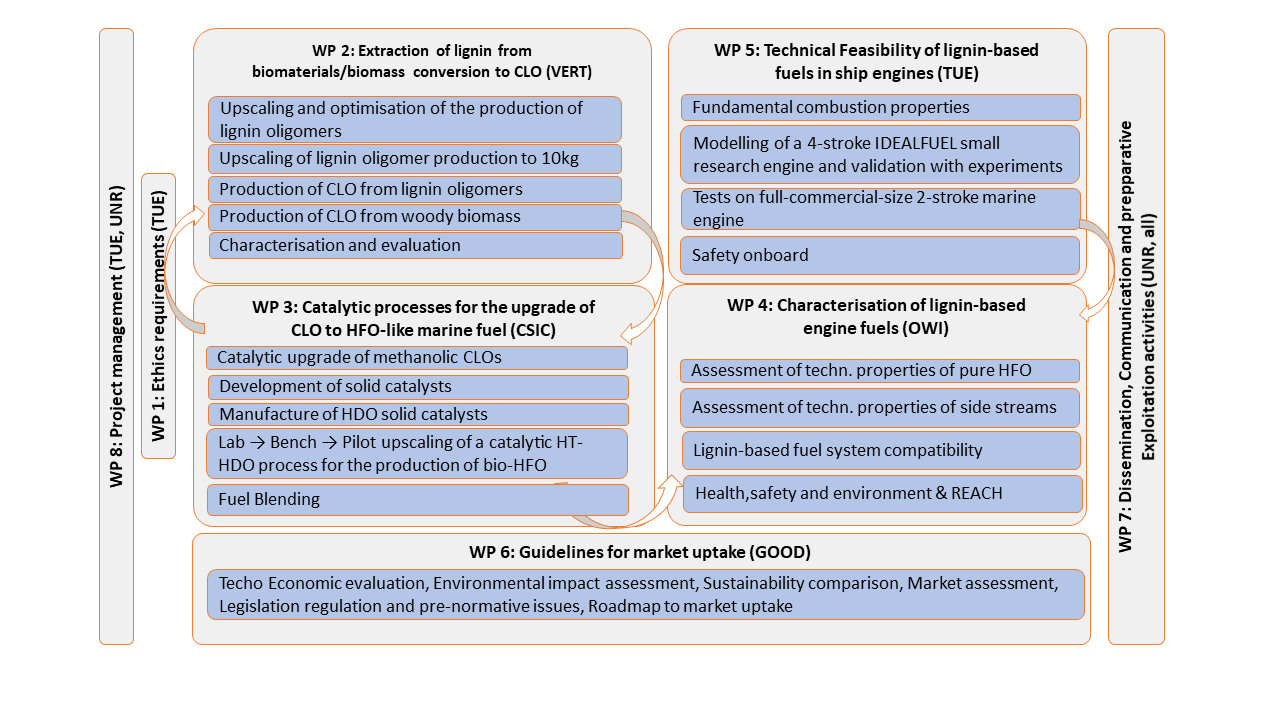 WP 8: Project management (TUE, UNR)
WP 1: Ethics requirements (TUE)
WP 2: Extraction of lignin from
biomaterials/biomass conversion to CLO (VERT)
Upscaling and optimisation of the production of
lignin oligomers
Upscaling of lignin oligomer production to 10kg
Production of CLO from lignin oligomers
Production of CLO from woody biomass
Characterisation and evaluation
WP 3: Catalytic processes for the upgrade of
CLO to HFO-like marine fuel (CSIC)
Catalytic upgrade of methanolic CLOs
Development of solid catalysts
Manufacture of HDO solid catalysts
Lab → Bench → Pilot upscaling of a catalytic HT-
HDO process for the production of bio-HFO
Fuel Blending
WP 5: Technical Feasibility of lignin-based
fuels in ship engines (TUE)
Fundamental combustion properties
Modelling of a 4-stroke IDEALFUEL small
research engine and validation with experiments
Tests on full-commercial-size 2-stroke marine
engine
Safety onboard
WP 4: Characterisation of lignin-based
engine fuels (OWI)
Assessment of techn. properties of pure HFO
Assessment of techn. properties of side streams
Lignin-based fuel system compatibility
Health,safety and environment & REACH
WP 6: Guidelines for market uptake (GOOD)
Techo Economic evaluation, Environmental impact assessment, Sustainability comparison, Market assessment,
Legislation regulation and pre-normative issues, Roadmap to market uptake
WP 7: Dissemination, Communication and prepparative
Exploitation activities (UNR, all)